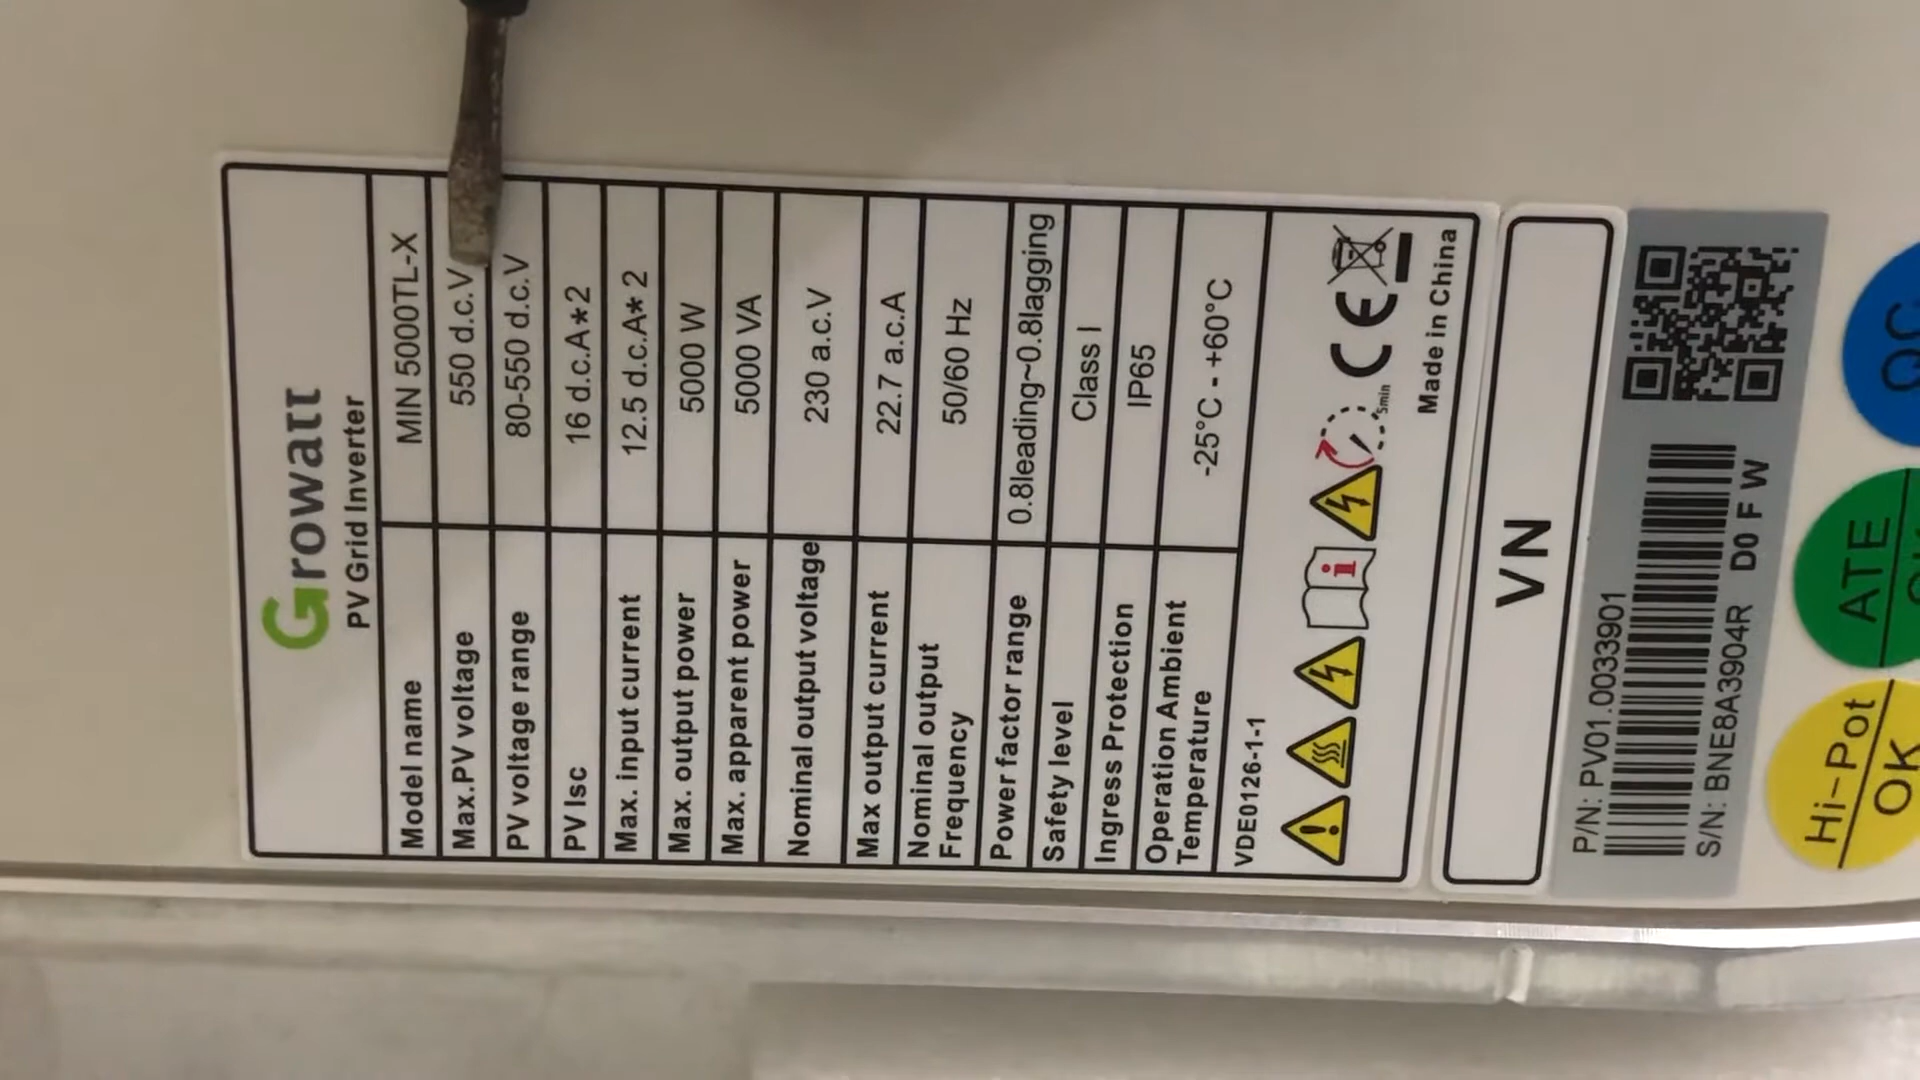 Growatt
PV Grid Inverter
Model name MIN 5000TL-X
Max.PV voltage 550 d.c.V
PV voltage range 80-550 d.c.V
PV Isc 16 d.c.A*2
Max. input current 12.5 d.c.A*2
Max. output power 5000 W
Max. apparent power 5000 VA
Nominal output voltage 230 a.c.V
Max output current 22.7 a.c.A
Nominal output
Frequency 50/60 Hz
Power factor range 0.8leading~0.8lagging
Safety level Class I
Ingress Protection IP65
Operation Ambient
Temperature -25°C - +60°C
VDE0126-1-1
5min
CE
Made in China
VN
P/N: PV01.0033901
S/N: BNE8A3904R D0 F W
Hi-Pot
OK
ATE
QC